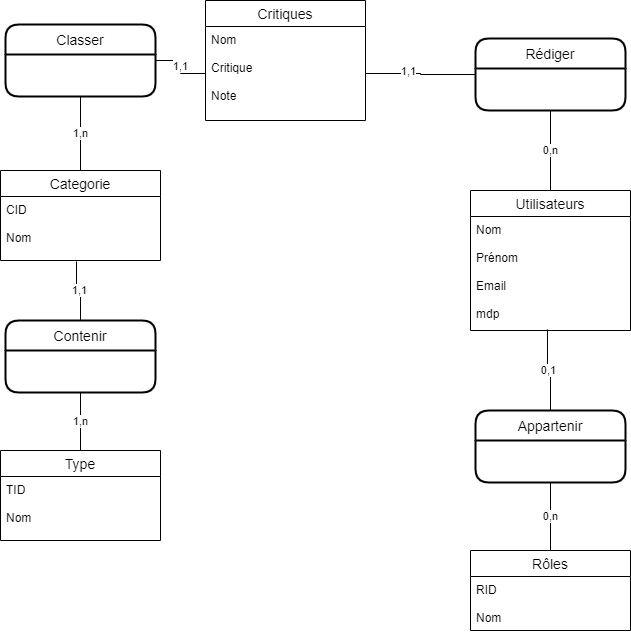 Critiques
Nom
Critique
Note
Classer
1,1
1,1
Rédiger
1,n
0,n
Categorie
CID
Nom
Utilisateurs
Nom
Prénom
Email
mdp
1,1
Contenir
0,1
1,n
Appartenir
Type
TID
Nom
0,n
Rôles
RID
Nom